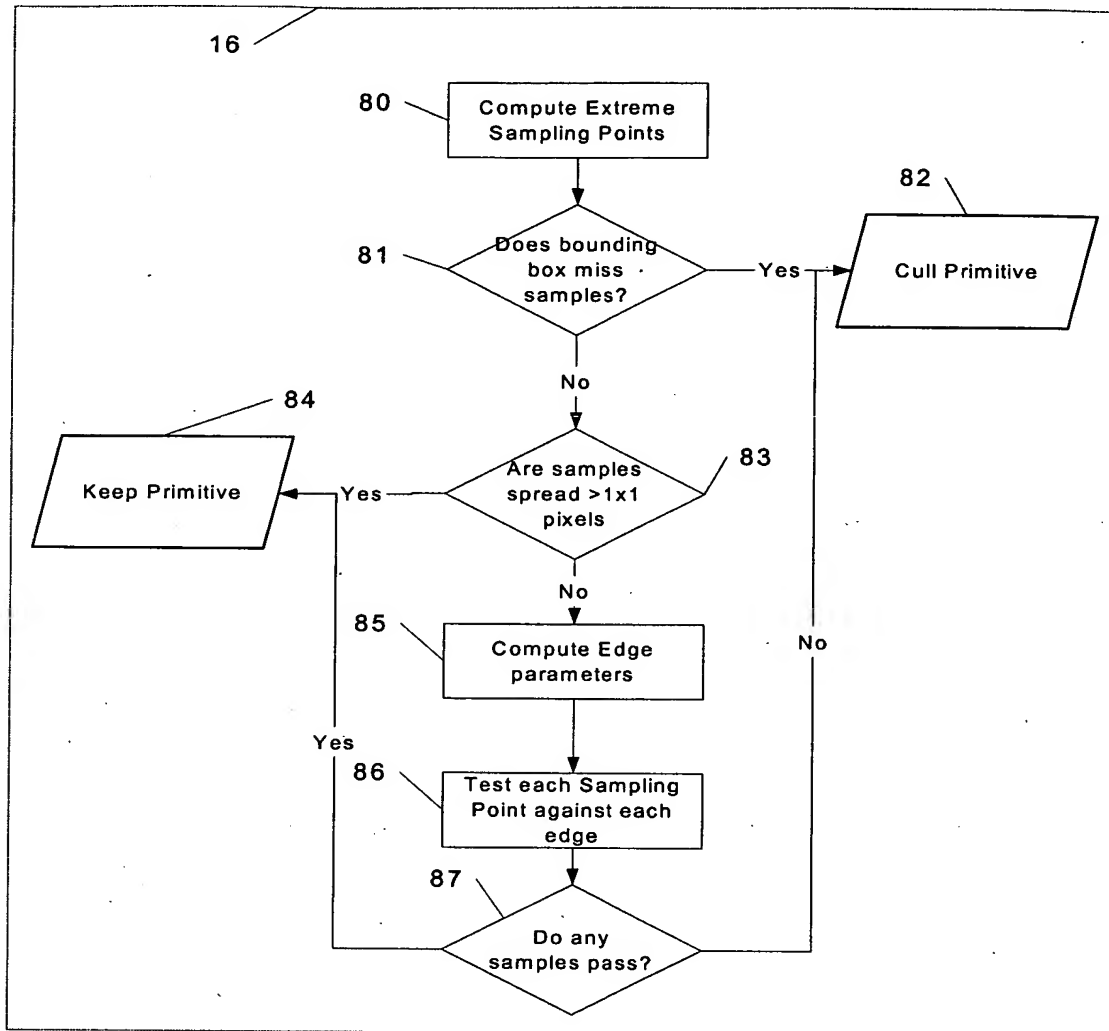 16
80
Compute Extreme
Sampling Points
82
81
Does bounding
box miss
samples?
Yes
Cull Primitive
No
84
83
Are samples
spread >1x1
pixels
Yes
Keep Primitive
No
85
Compute Edge
parameters
No
Yes
86
Test each Sampling
Point against each
edge
87
Do any
samples pass?